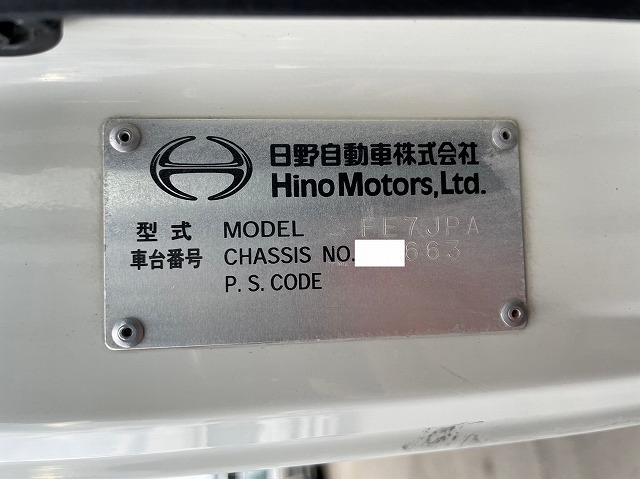 日野自動車株式会社
Hino Motors, Ltd.
型式 MODEL FE7JPA
車台番号 CHASSIS NO. 663
P.S.CODE